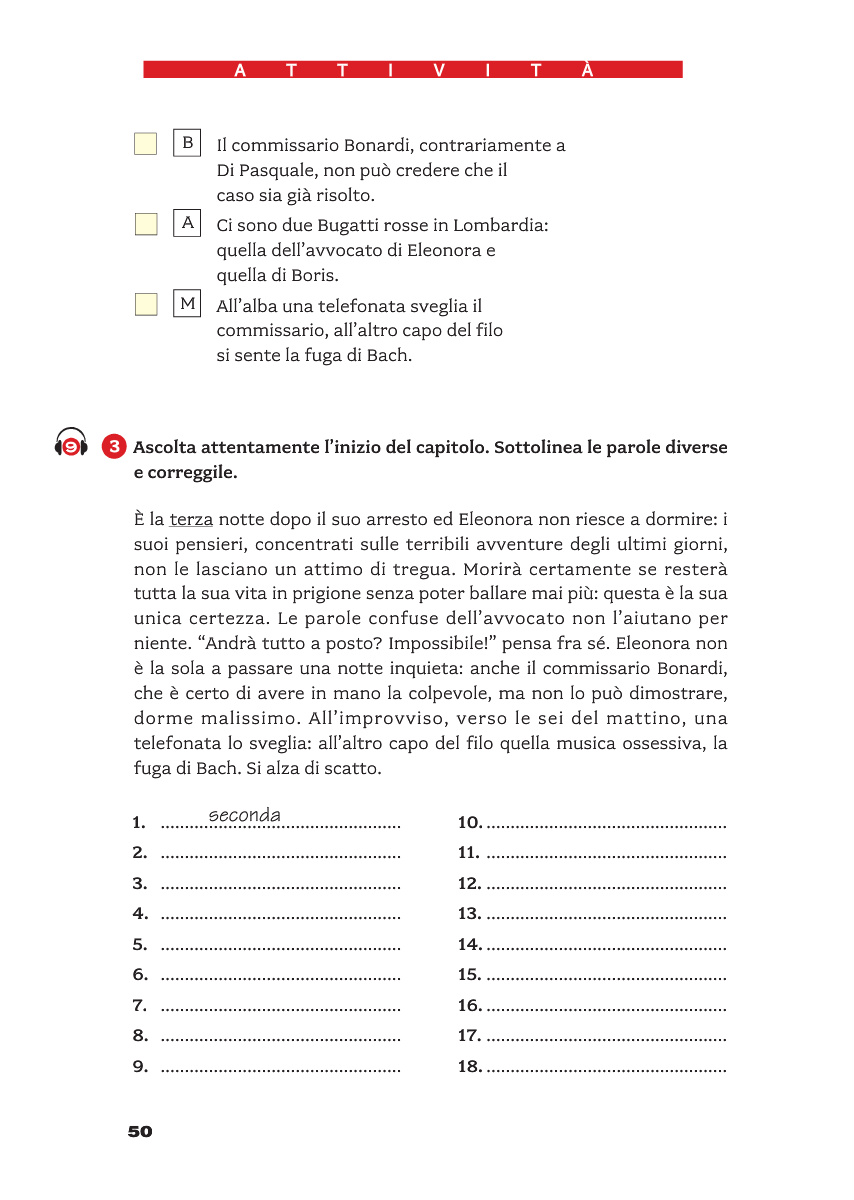 ATTIVITÀ
B Il commissario Bonardi, contrariamente a
Di Pasquale, non può credere che il
caso sia già risolto.
A Ci sono due Bugatti rosse in Lombardia:
quella dell’avvocato di Eleonora e
quella di Boris.
M All’alba una telefonata sveglia il
commissario, all’altro capo del filo
si sente la fuga di Bach.
9 3 Ascolta attentamente l’inizio del capitolo. Sottolinea le parole diverse
e correggile.
È la terza notte dopo il suo arresto ed Eleonora non riesce a dormire: i
suoi pensieri, concentrati sulle terribili avventure degli ultimi giorni,
non le lasciano un attimo di tregua. Morirà certamente se resterà
tutta la sua vita in prigione senza poter ballare mai più: questa è la sua
unica certezza. Le parole confuse dell’avvocato non l’aiutano per
niente. “Andrà tutto a posto? Impossibile!” pensa fra sé. Eleonora non
è la sola a passare una notte inquieta: anche il commissario Bonardi,
che è certo di avere in mano la colpevole, ma non lo può dimostrare,
dorme malissimo. All’improvviso, verso le sei del mattino, una
telefonata lo sveglia: all’altro capo del filo quella musica ossessiva, la
fuga di Bach. Si alza di scatto.
1. seconda
2.
3.
4.
5.
6.
7.
8.
9.
10.
11.
12.
13.
14.
15.
16.
17.
18.
50